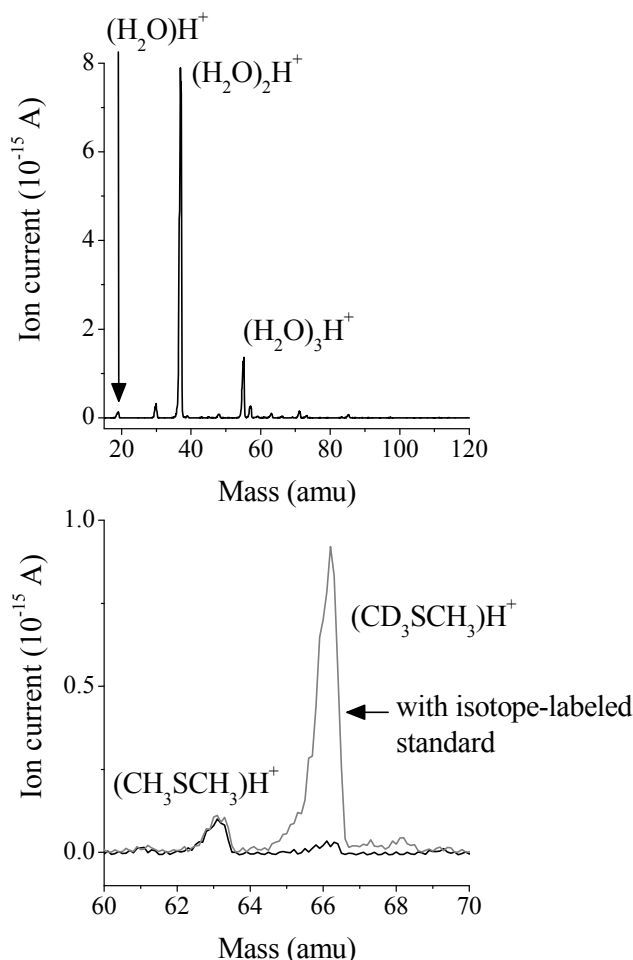 (H₂O)H⁺
(H₂O)₂H⁺
(H₂O)₃H⁺
Ion current (10⁻¹⁵ A)
8
6
4
2
0
20 40 60 80 100 120
Mass (amu)
1.0
0.5
0.0
Ion current (10⁻¹⁵ A)
(CD₃SCH₃)H⁺
with isotope-labeled
standard
(CH₃SCH₃)H⁺
60 62 64 66 68 70
Mass (amu)